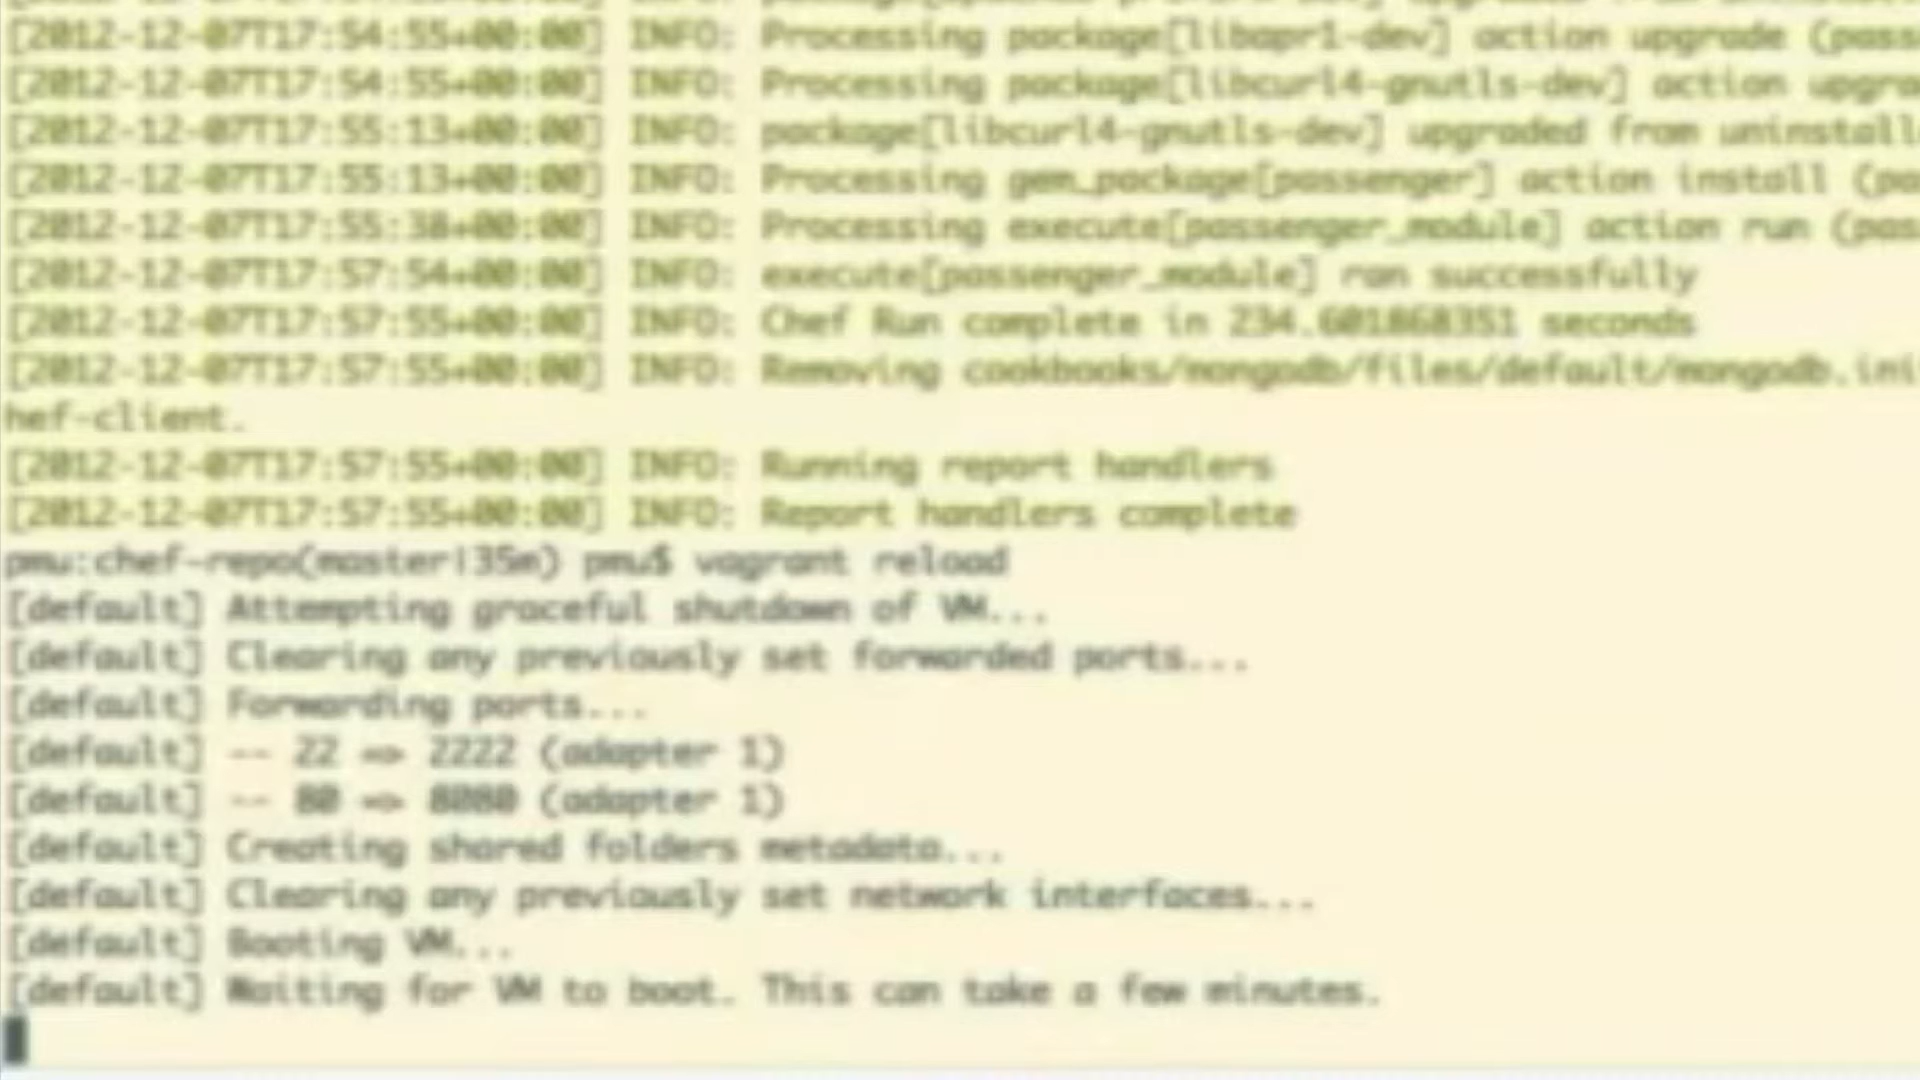 [2012-12-07T17:54:55+00:00] INFO: Processing package[libapr1-dev] action upgrade (pass
[2012-12-07T17:54:55+00:00] INFO: Processing package[libcurl4-gnutls-dev] action upgra
[2012-12-07T17:55:13+00:00] INFO: package[libcurl4-gnutls-dev] upgraded from uninstall
[2012-12-07T17:55:13+00:00] INFO: Processing gem_package[passenger] action install (pa
[2012-12-07T17:55:38+00:00] INFO: Processing execute[passenger_module] action run (pas
[2012-12-07T17:57:54+00:00] INFO: execute[passenger_module] ran successfully
[2012-12-07T17:57:55+00:00] INFO: Chef Run complete in 234.601868351 seconds
[2012-12-07T17:57:55+00:00] INFO: Removing cookbooks/mongodb/files/default/mongodb.ini
hef-client.
[2012-12-07T17:57:55+00:00] INFO: Running report handlers
[2012-12-07T17:57:55+00:00] INFO: Report handlers complete
pmu:chef-repo(master|35m) pmu$ vagrant reload
[default] Attempting graceful shutdown of VM...
[default] Clearing any previously set forwarded ports...
[default] Forwarding ports...
[default] -- 22 => 2222 (adapter 1)
[default] -- 80 => 8080 (adapter 1)
[default] Creating shared folders metadata...
[default] Clearing any previously set network interfaces...
[default] Booting VM...
[default] Waiting for VM to boot. This can take a few minutes.